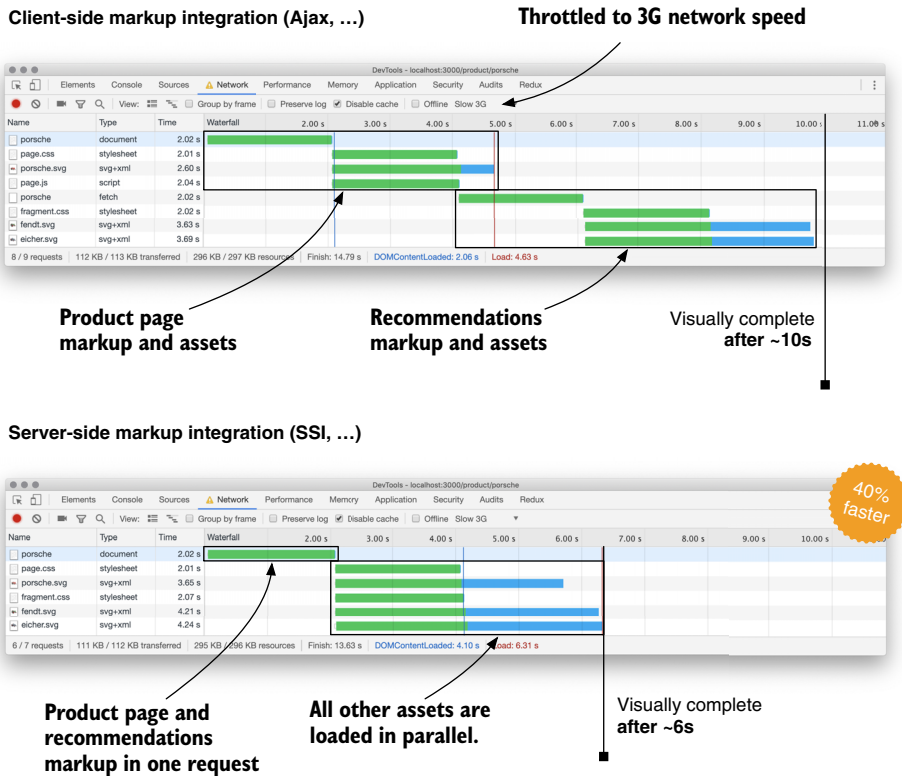 Client-side markup integration (Ajax, …)
Throttled to 3G network speed
DevTools - localhost:3000/product/porsche
Elements Console Sources Network Performance Memory Application Security Audits Redux
View: Group by frame Preserve log Disable cache Offline Slow 3G
Name Type Time Waterfall 2.00 s 3.00 s 4.00 s 5.00 s 6.00 s 7.00 s 8.00 s 9.00 s 10.00 s 11.00 s
porsche document 2.02 s
page.css stylesheet 2.01 s
porsche.svg svg+xml 2.60 s
page.js script 2.04 s
porsche fetch 2.02 s
fragment.css stylesheet 2.02 s
fendt.svg svg+xml 3.63 s
eicher.svg svg+xml 3.69 s
8 / 9 requests 112 KB / 113 KB transferred 296 KB / 297 KB resources Finish: 14.79 s DOMContentLoaded: 2.06 s Load: 4.63 s
Product page
markup and assets
Recommendations
markup and assets
Visually complete
after ~10s
Server-side markup integration (SSI, …)
DevTools - localhost:3000/product/porsche
Elements Console Sources Network Performance Memory Application Security Audits Redux
View: Group by frame Preserve log Disable cache Offline Slow 3G
40%
faster
Name Type Time Waterfall 2.00 s 3.00 s 4.00 s 5.00 s 6.00 s 7.00 s 8.00 s 9.00 s 10.00 s
porsche document 2.02 s
page.css stylesheet 2.01 s
porsche.svg svg+xml 3.65 s
fragment.css stylesheet 2.07 s
fendt.svg svg+xml 4.21 s
eicher.svg svg+xml 4.24 s
6 / 7 requests 111 KB / 112 KB transferred 295 KB / 296 KB resources Finish: 13.63 s DOMContentLoaded: 4.10 s Load: 6.31 s
Product page and
recommendations
markup in one request
All other assets are
loaded in parallel.
Visually complete
after ~6s